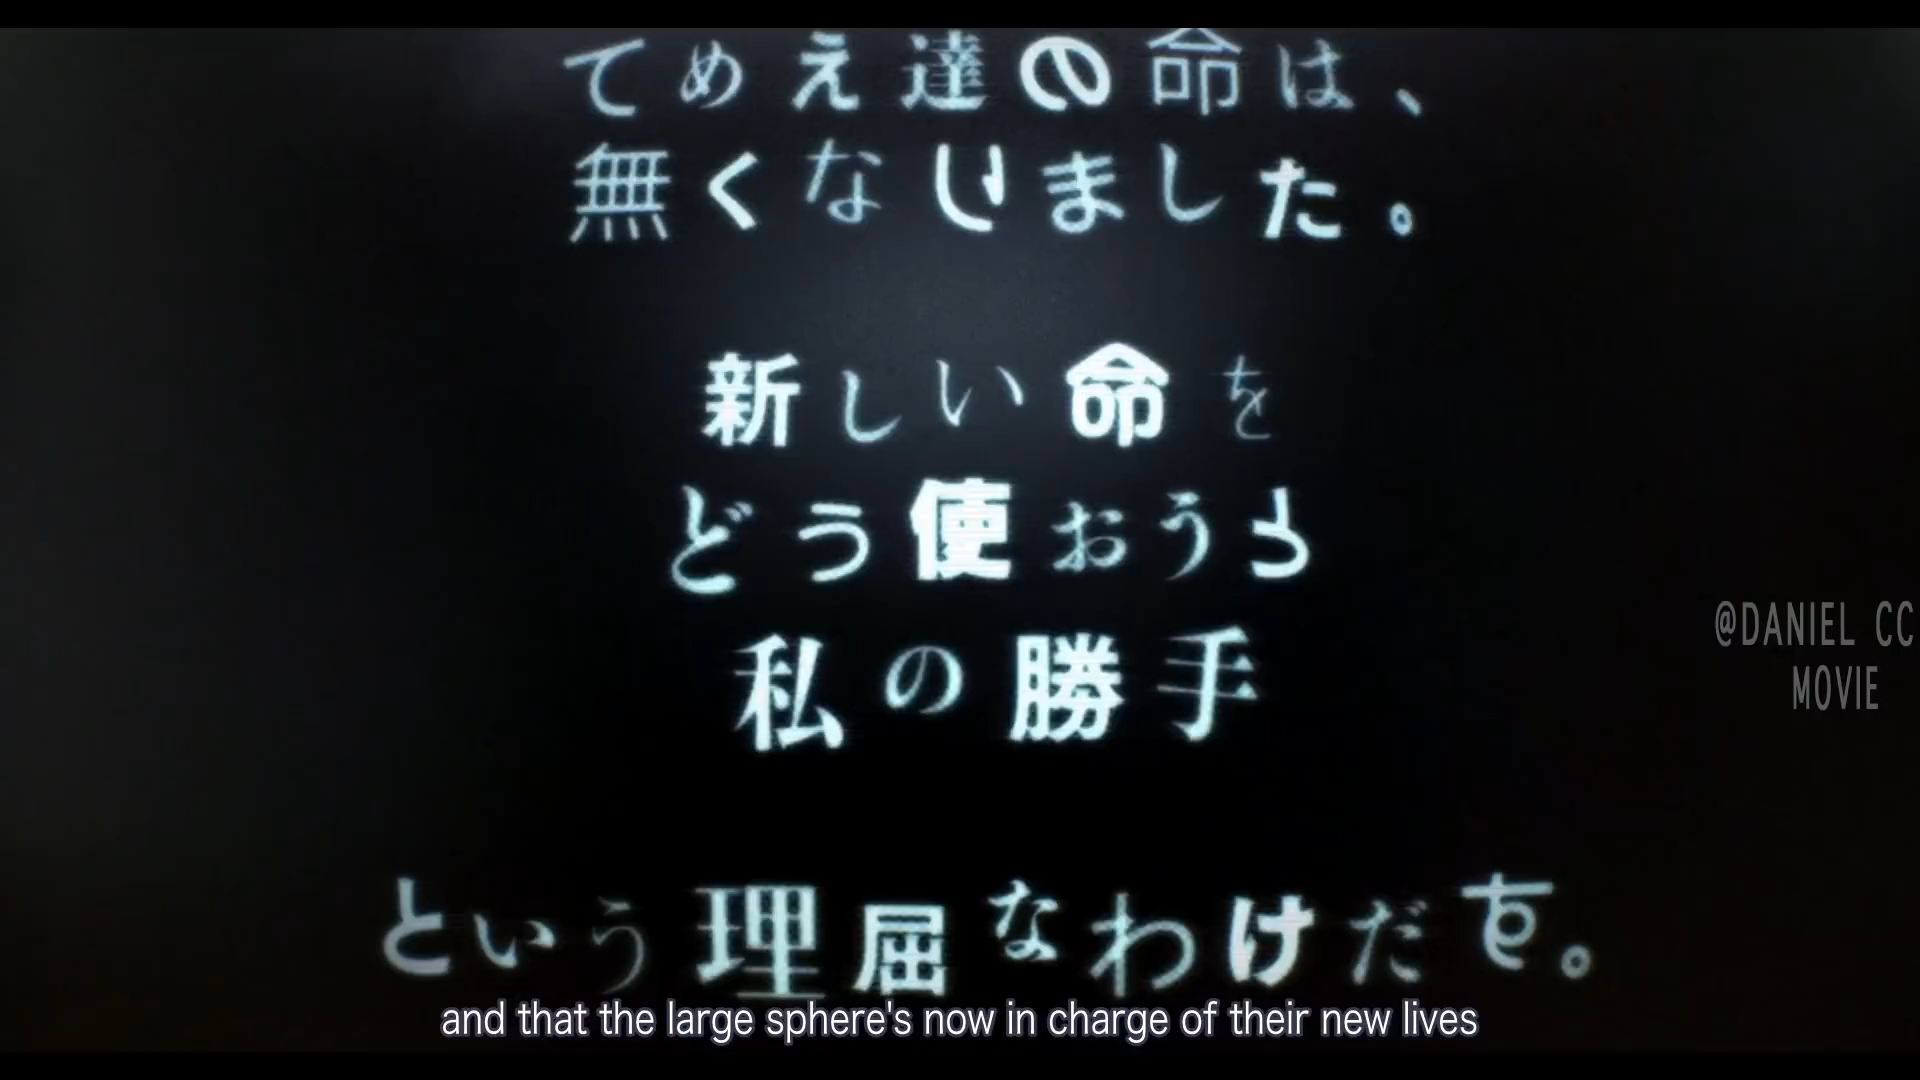 てめえ達の命は、
無くなりました。
新しい命を
どう使おうと
私の勝手
という理屈なわけだす。
@DANIEL CC
MOVIE
and that the large sphere's now in charge of their new lives